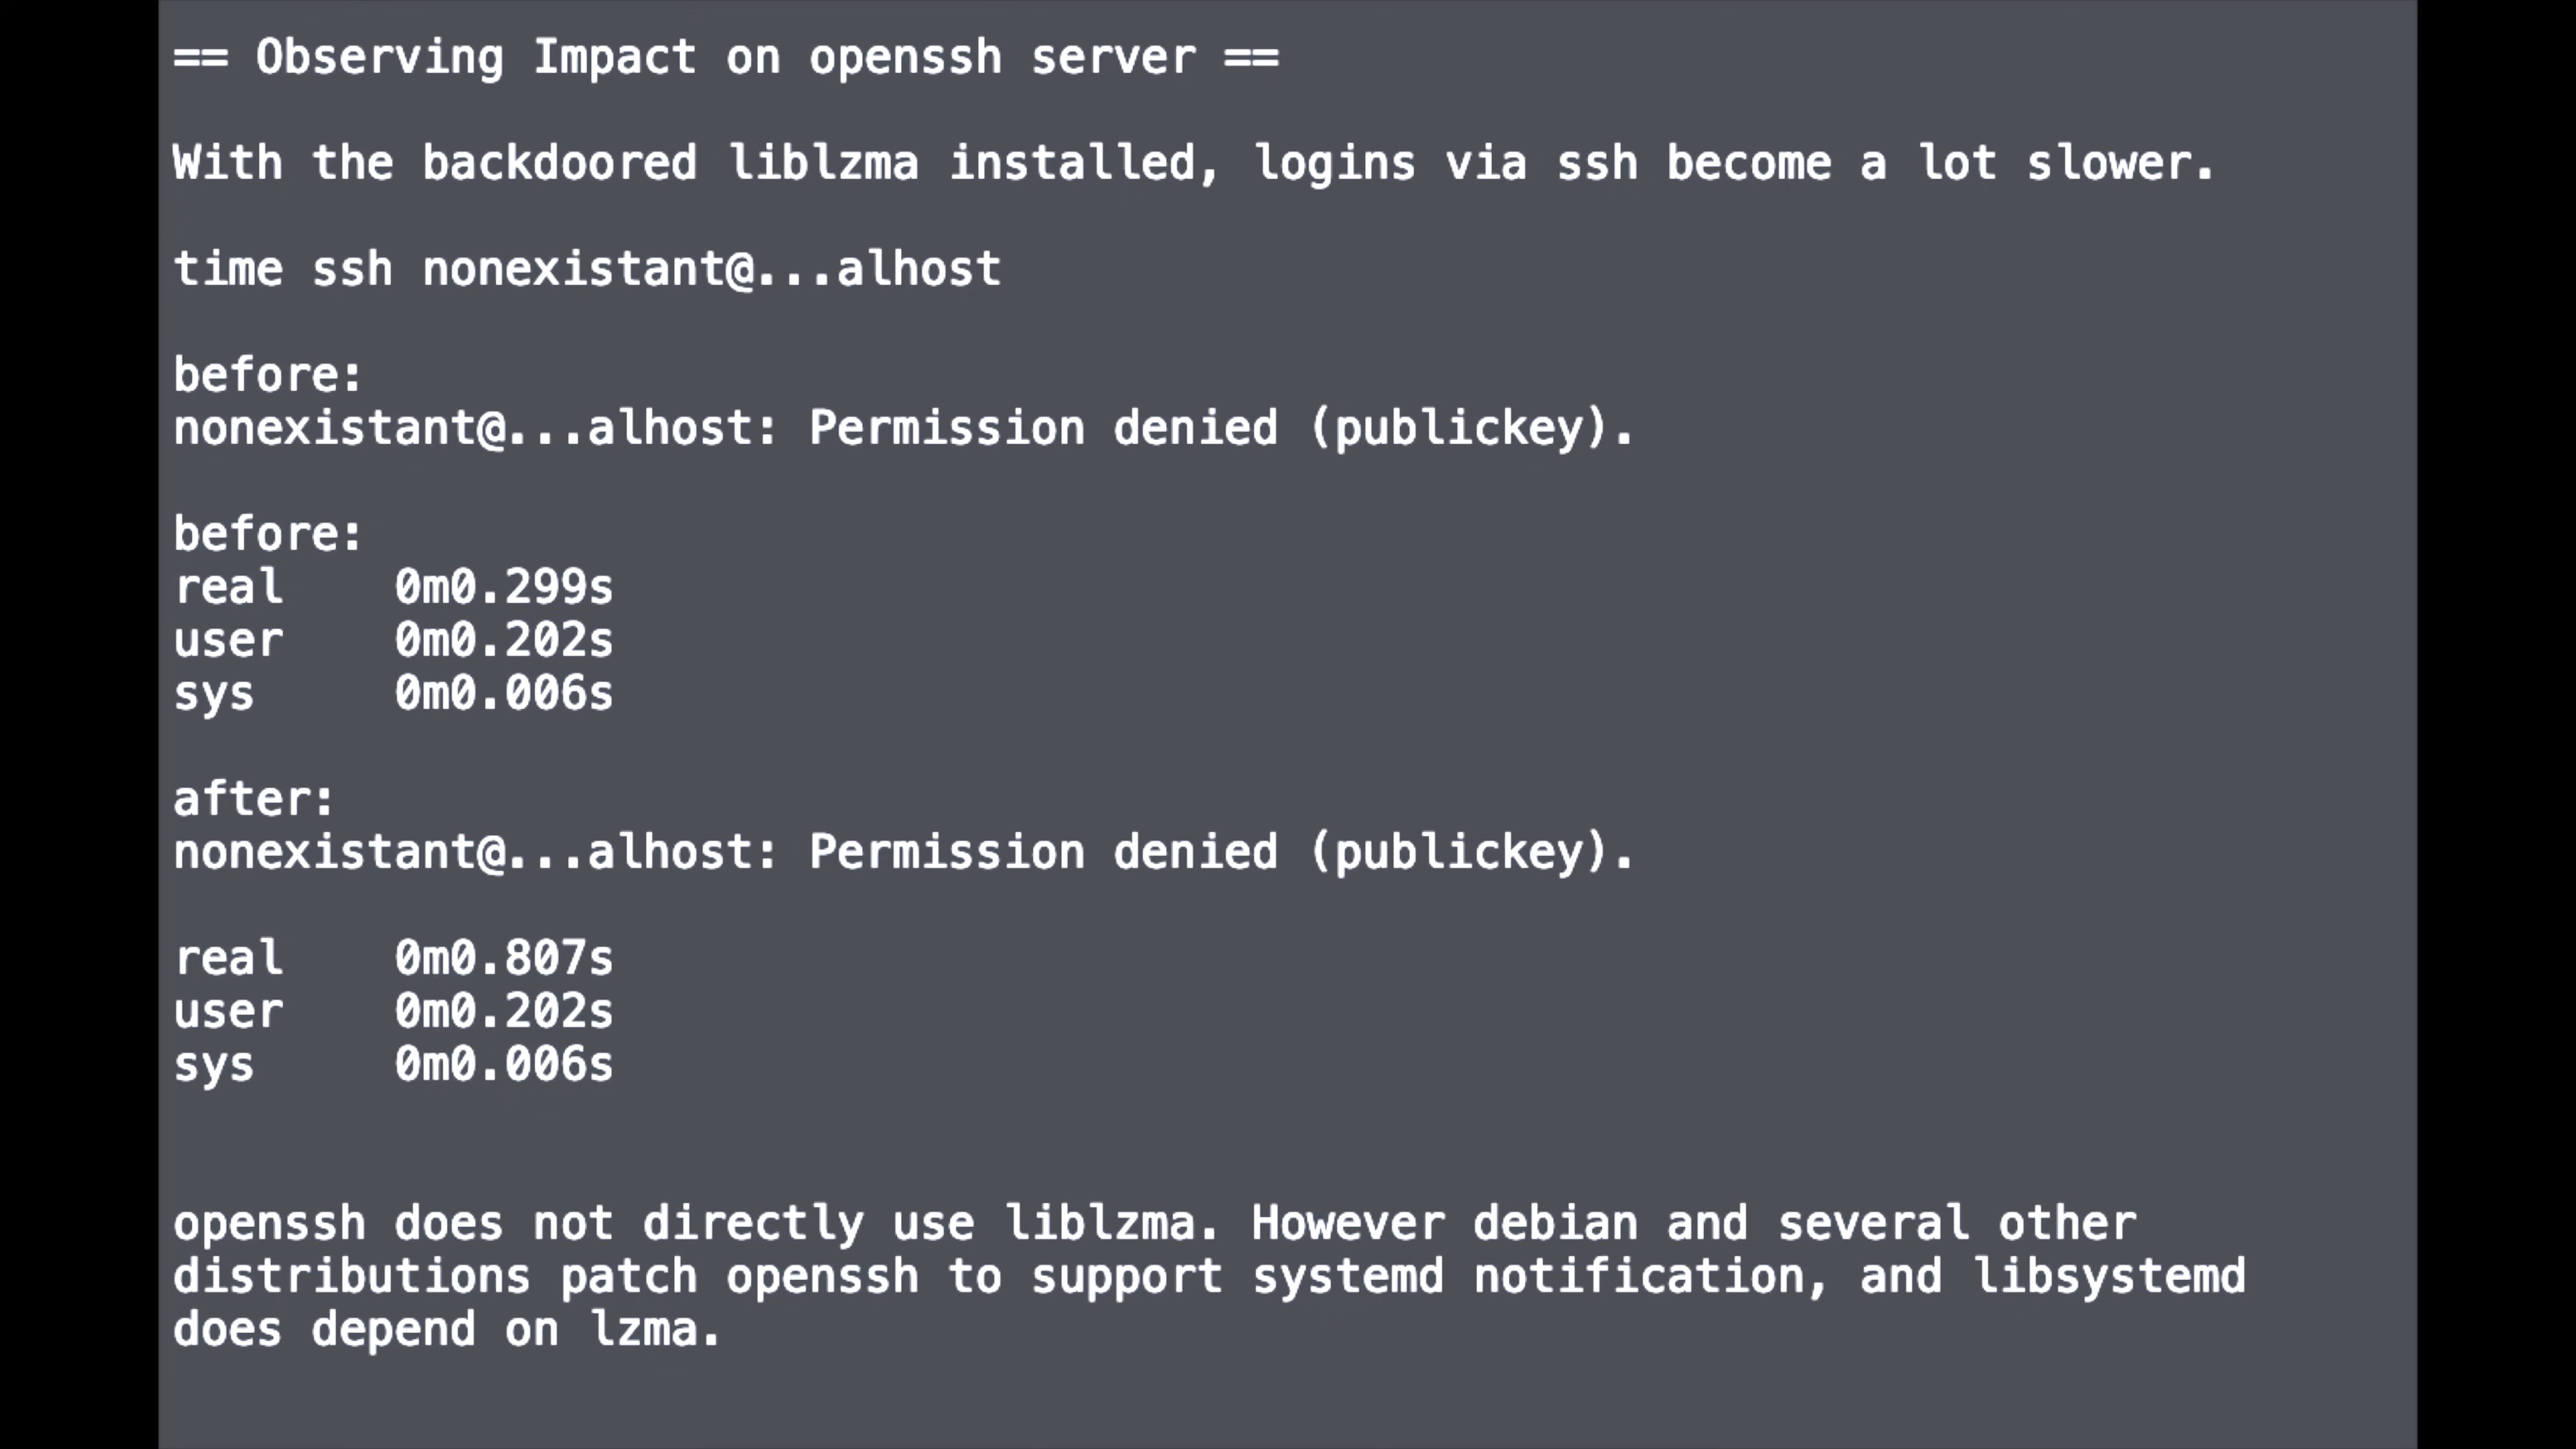 == Observing Impact on openssh server ==
With the backdoored liblzma installed, logins via ssh become a lot slower.
time ssh nonexistant@...alhost
before:
nonexistant@...alhost: Permission denied (publickey).
before:
real    0m0.299s
user    0m0.202s
sys     0m0.006s
after:
nonexistant@...alhost: Permission denied (publickey).
real    0m0.807s
user    0m0.202s
sys     0m0.006s
openssh does not directly use liblzma. However debian and several other
distributions patch openssh to support systemd notification, and libsystemd
does depend on lzma.